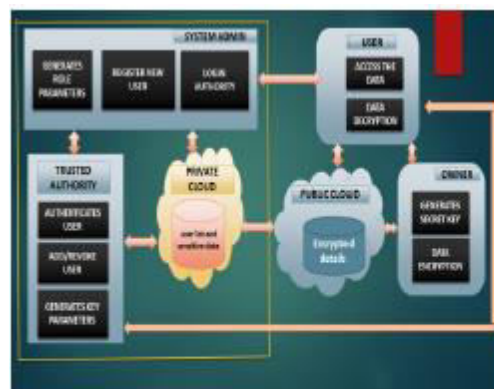 SYSTEM ADMIN
GENERATES
ROLE
PARAMETERS
REGISTER NEW
USER
LOGIN
AUTHORITY
USER
ACCESS THE
DATA
DATA
DECRYPTION
TRUSTED
AUTHORITY
AUTHENTICATES
USER
ADD/REVOKE
USER
GENERATES KEY
PARAMETERS
PRIVATE
CLOUD
user list and
sensitive data
PUBLIC CLOUD
Encrypted
details
OWNER
GENERATES
SECRET KEY
DATA
ENCRYPTION